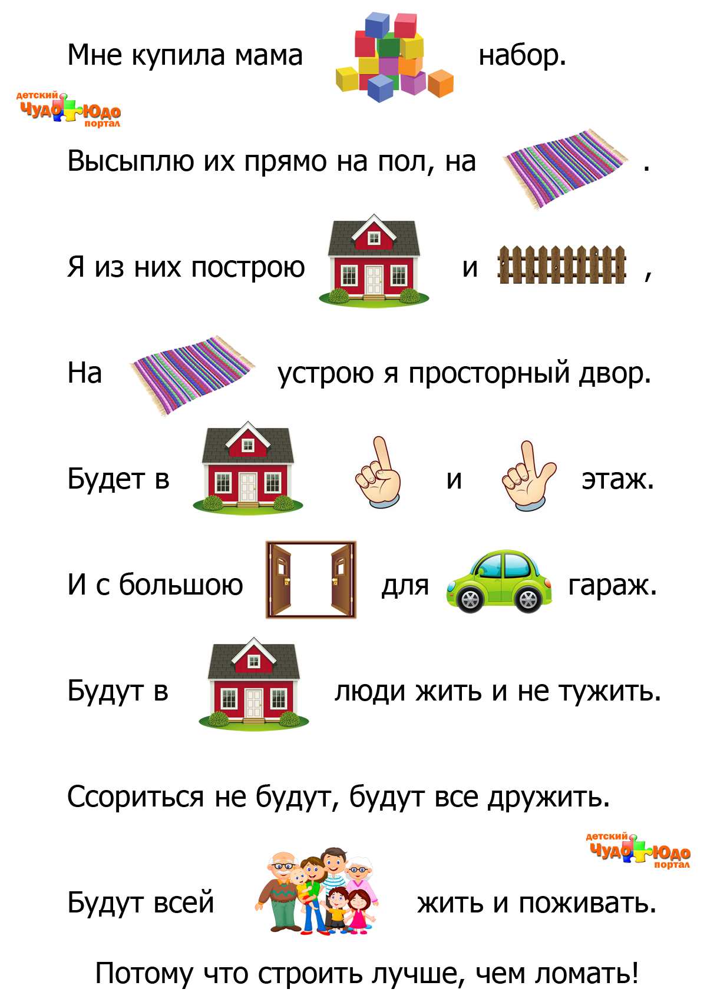 Мне купила мама набор.
детский
Чудо Юдо
портал
Высыплю их прямо на пол, на .
Я из них построю и ,
На устрою я просторный двор.
Будет в и этаж.
И с большою для гараж.
Будут в люди жить и не тужить.
Ссориться не будут, будут все дружить.
детский
Чудо Юдо
портал
Будут всей жить и поживать.
Потому что строить лучше, чем ломать!